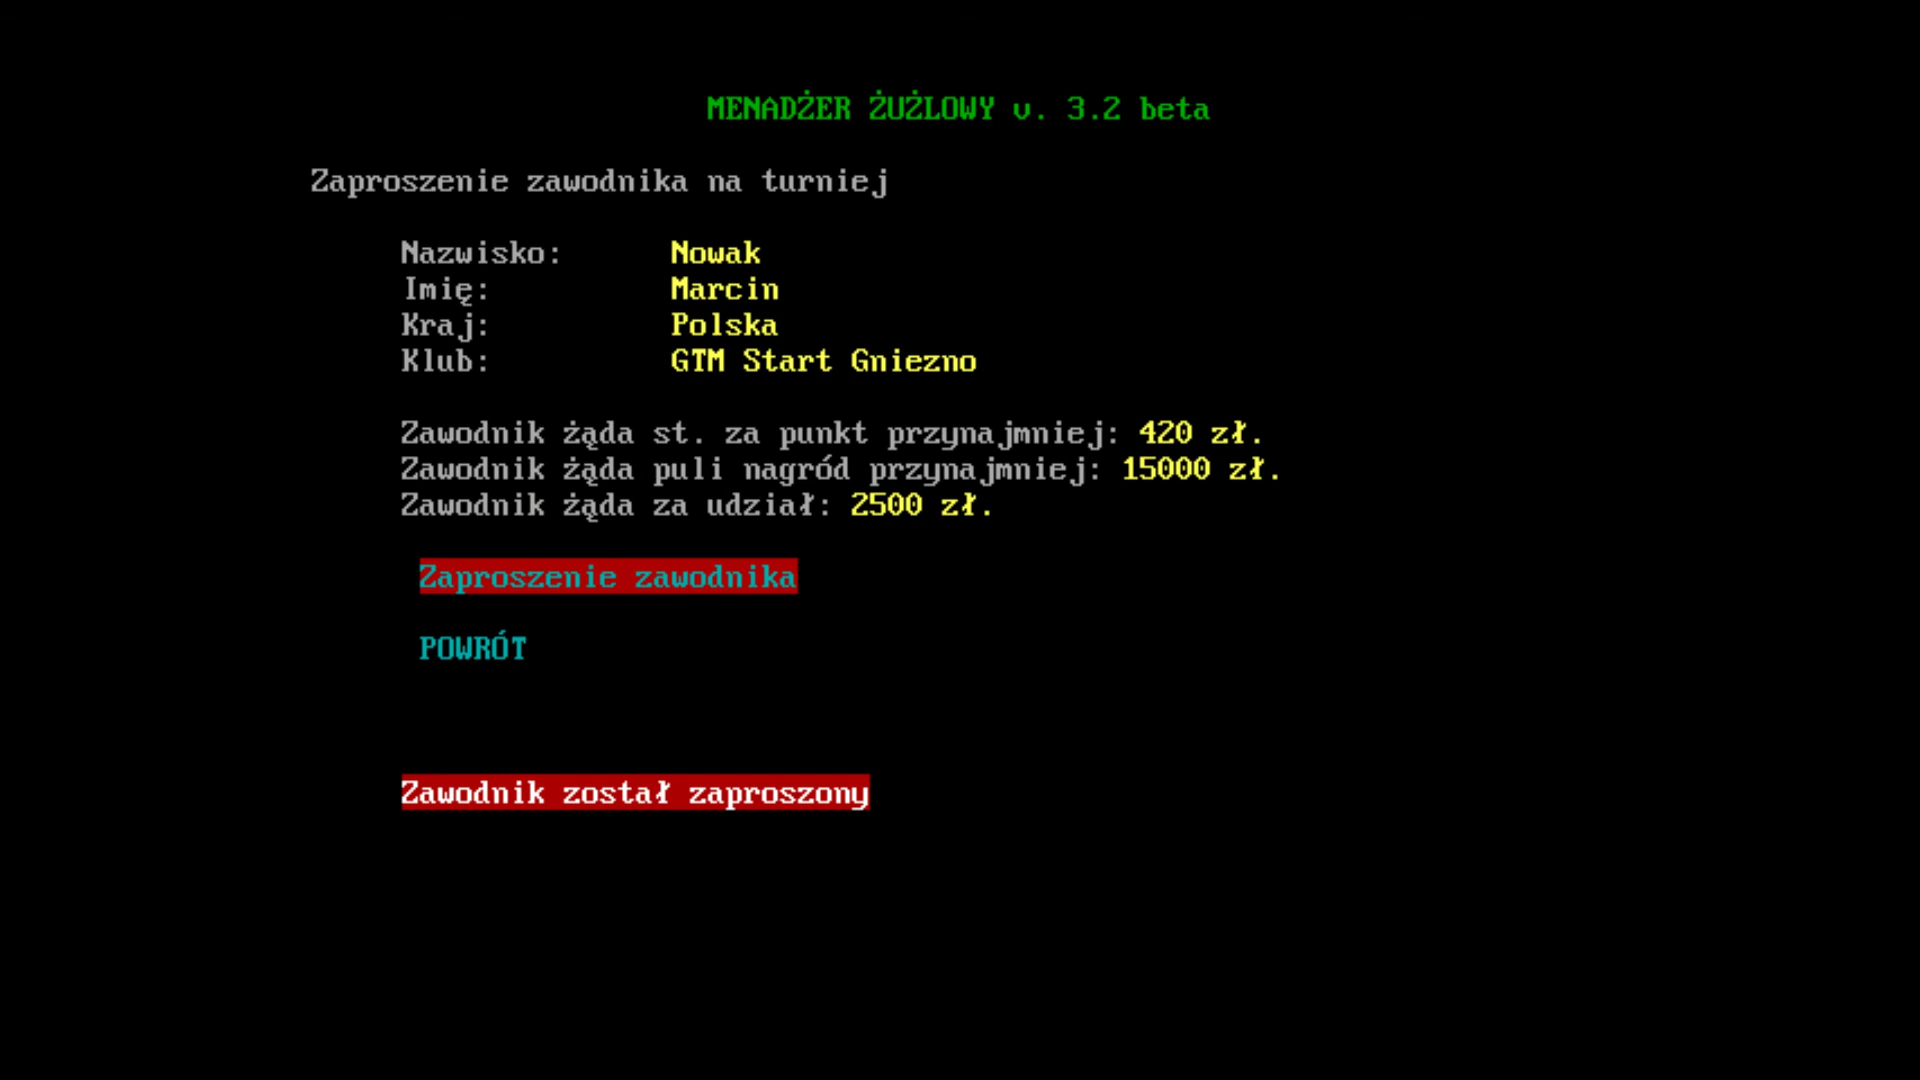 MENADŻER ŻUŻLOWY v. 3.2 beta
Zaproszenie zawodnika na turniej
Nazwisko: Nowak
Imię: Marcin
Kraj: Polska
Klub: GTM Start Gniezno
Zawodnik żąda st. za punkt przynajmniej: 420 zł.
Zawodnik żąda puli nagród przynajmniej: 15000 zł.
Zawodnik żąda za udział: 2500 zł.
Zaproszenie zawodnika
POWRÓT
Zawodnik został zaproszony